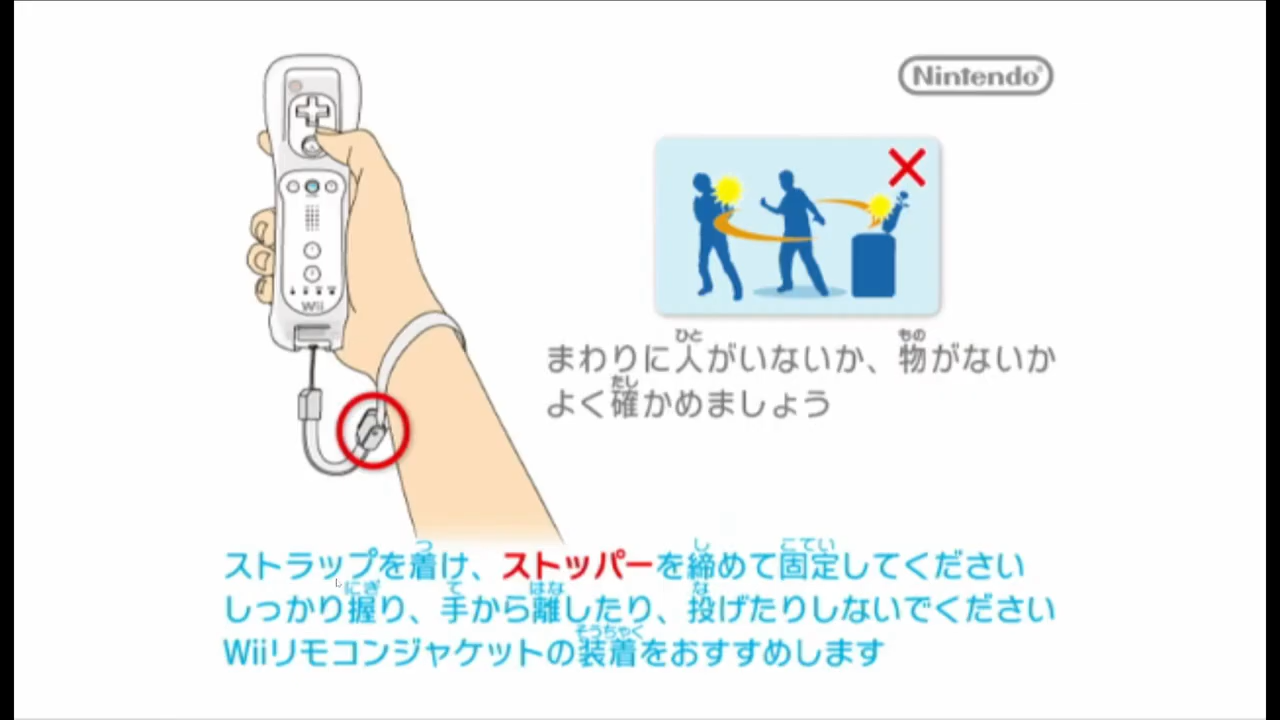 Nintendo®
Wii
まわりに人がいないか、物がないか
よく確かめましょう
ストラップを着け、ストッパーを締めて固定してください
しっかり握り、手から離したり、投げたりしないでください
Wiiリモコンジャケットの装着をおすすめします